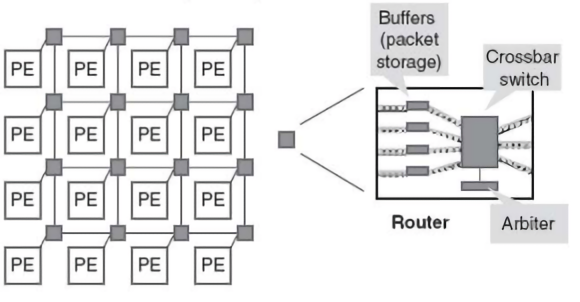 Buffers
(packet
storage)
Crossbar
switch
PE PE PE PE
PE PE PE PE
PE PE PE PE
PE PE PE PE
Router
Arbiter